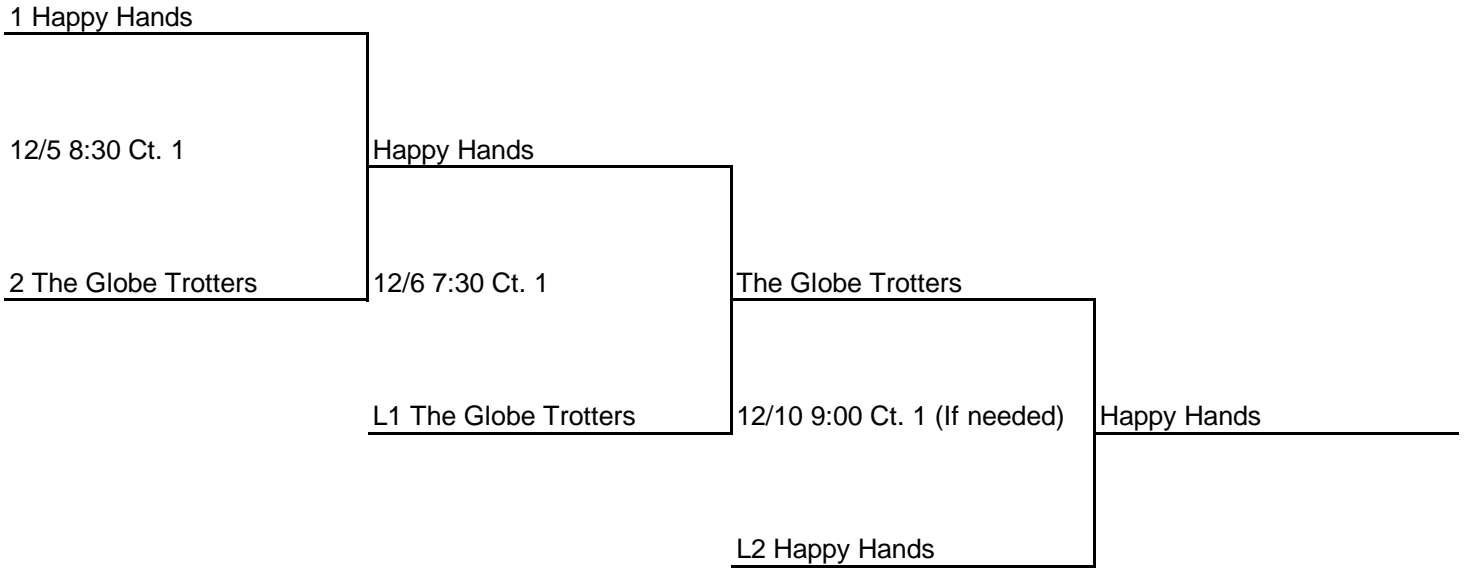 1 Happy Hands
12/5 8:30 Ct. 1
Happy Hands
2 The Globe Trotters
12/6 7:30 Ct. 1
The Globe Trotters
L1 The Globe Trotters
12/10 9:00 Ct. 1 (If needed)
Happy Hands
L2 Happy Hands